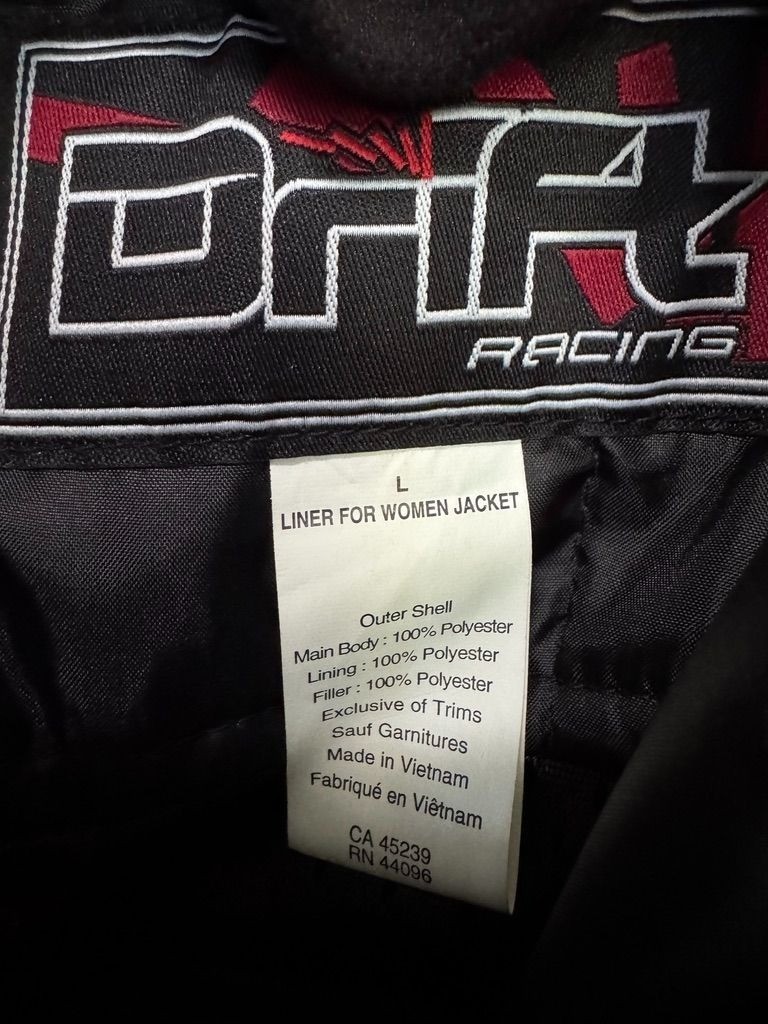 Drift
RACING
L
LINER FOR WOMEN JACKET
Outer Shell
Main Body : 100% Polyester
Lining : 100% Polyester
Filler : 100% Polyester
Exclusive of Trims
Sauf Garnitures
Made in Vietnam
Fabriqué en Viêtnam
CA 45239
RN 44096